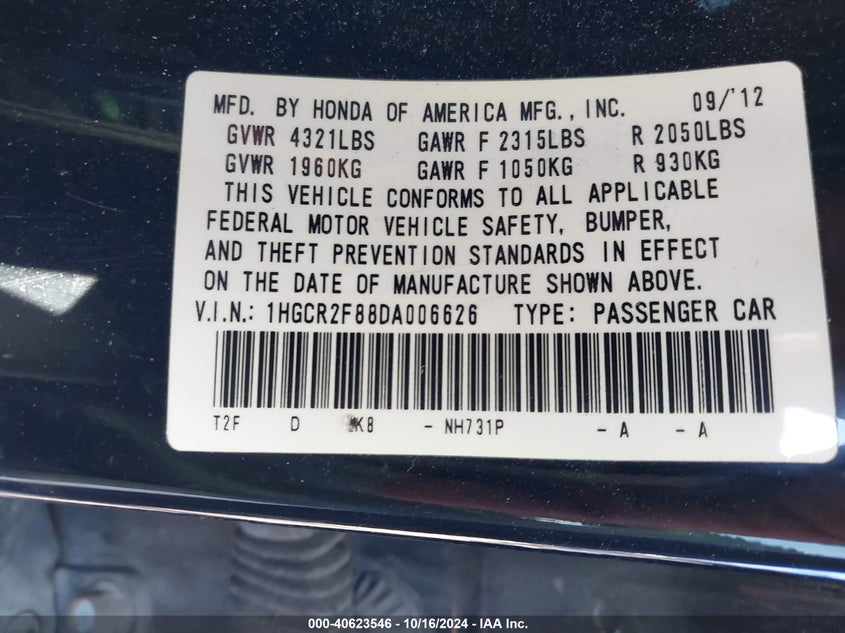 MFD. BY HONDA OF AMERICA MFG., INC. 09/'12
GVWR 4321LBS GAWR F 2315LBS R 2050LBS
GVWR 1960KG GAWR F 1050KG R 930KG
THIS VEHICLE CONFORMS TO ALL APPLICABLE
FEDERAL MOTOR VEHICLE SAFETY, BUMPER,
AND THEFT PREVENTION STANDARDS IN EFFECT
ON THE DATE OF MANUFACTURE SHOWN ABOVE.
V.I.N.: 1HGCR2F88DA006626 TYPE: PASSENGER CAR
T2F D K8 - NH731P - A - A
000-40623546 - 10/16/2024 - IAA Inc.